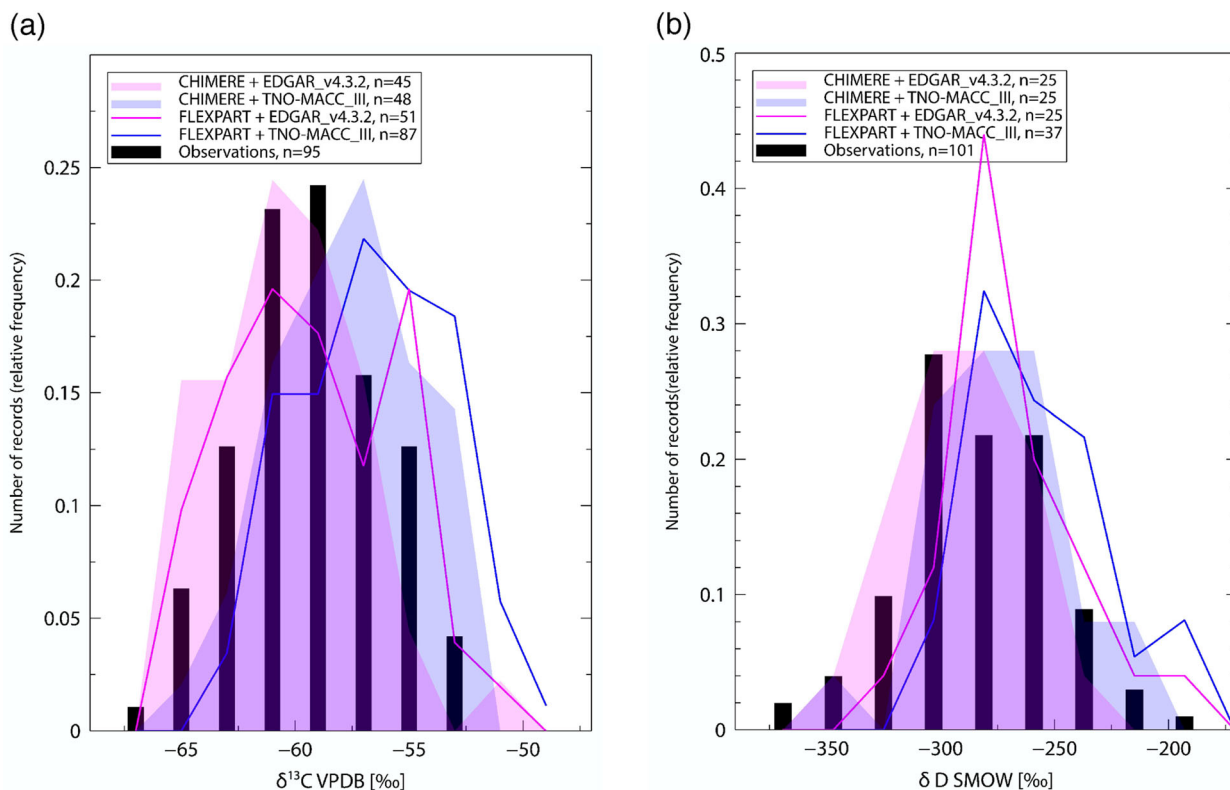 (a)
CHIMERE + EDGAR_v4.3.2, n=45
CHIMERE + TNO-MACC_III, n=48
FLEXPART + EDGAR_v4.3.2, n=51
FLEXPART + TNO-MACC_III, n=87
Observations, n=95
Number of records (relative frequency)
0.25
0.2
0.15
0.1
0.05
0
−65
−60
−55
−50
δ¹³C VPDB [‰]
(b)
CHIMERE + EDGAR_v4.3.2, n=25
CHIMERE + TNO-MACC_III, n=25
FLEXPART + EDGAR_v4.3.2, n=25
FLEXPART + TNO-MACC_III, n=37
Observations, n=101
Number of records(relative frequency)
0.5
0.4
0.3
0.2
0.1
0
−350
−300
−250
−200
δ D SMOW [‰]